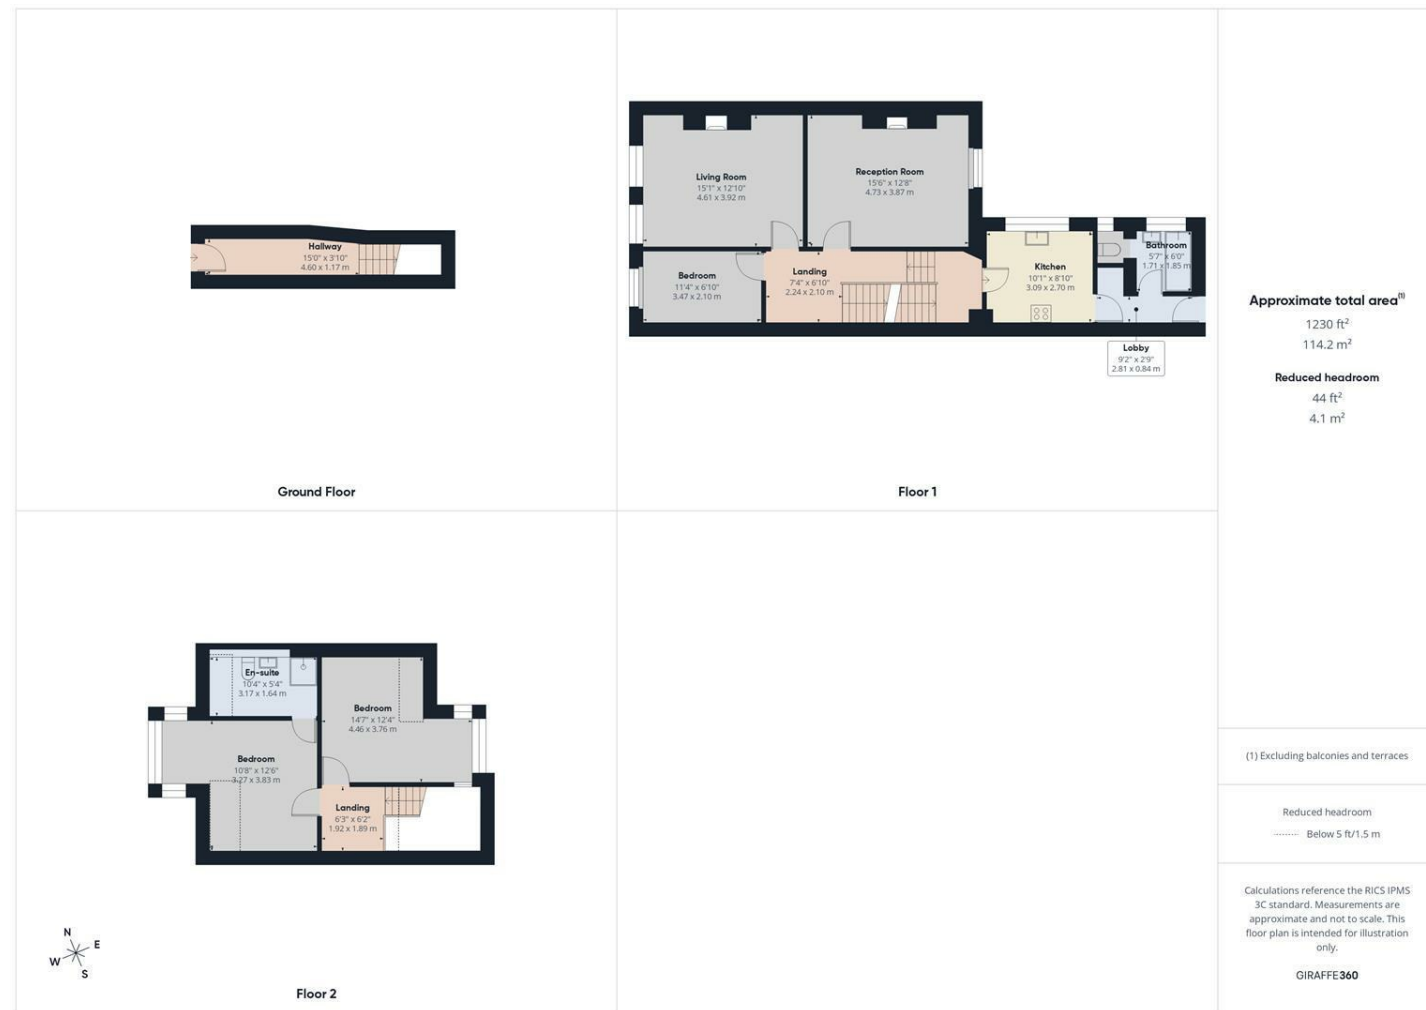 Hallway
15'0" x 3'10"
4.60 x 1.17 m
Ground Floor
Living Room
15'1" x 12'10"
4.61 x 3.92 m
Reception Room
15'6" x 12'8"
4.73 x 3.87 m
Bedroom
11'4" x 6'10"
3.47 x 2.10 m
Landing
7'4" x 6'10"
2.24 x 2.10 m
Kitchen
10'1" x 8'10"
3.09 x 2.70 m
Bathroom
5'7" x 6'0"
1.71 x 1.85 m
Lobby
9'2" x 2'9"
2.81 x 0.84 m
Floor 1
En-suite
10'4" x 5'4"
3.17 x 1.64 m
Bedroom
14'7" x 12'4"
4.46 x 3.76 m
Bedroom
10'8" x 12'6"
3.27 x 3.83 m
Landing
6'3" x 6'2"
1.92 x 1.89 m
N
E
W
S
Floor 2
Approximate total area(1)
1230 ft²
114.2 m²
Reduced headroom
44 ft²
4.1 m²
(1) Excluding balconies and terraces
Reduced headroom
Below 5 ft/1.5 m
Calculations reference the RICS IPMS
3C standard. Measurements are
approximate and not to scale. This
floor plan is intended for illustration
only.
GIRAFFE360